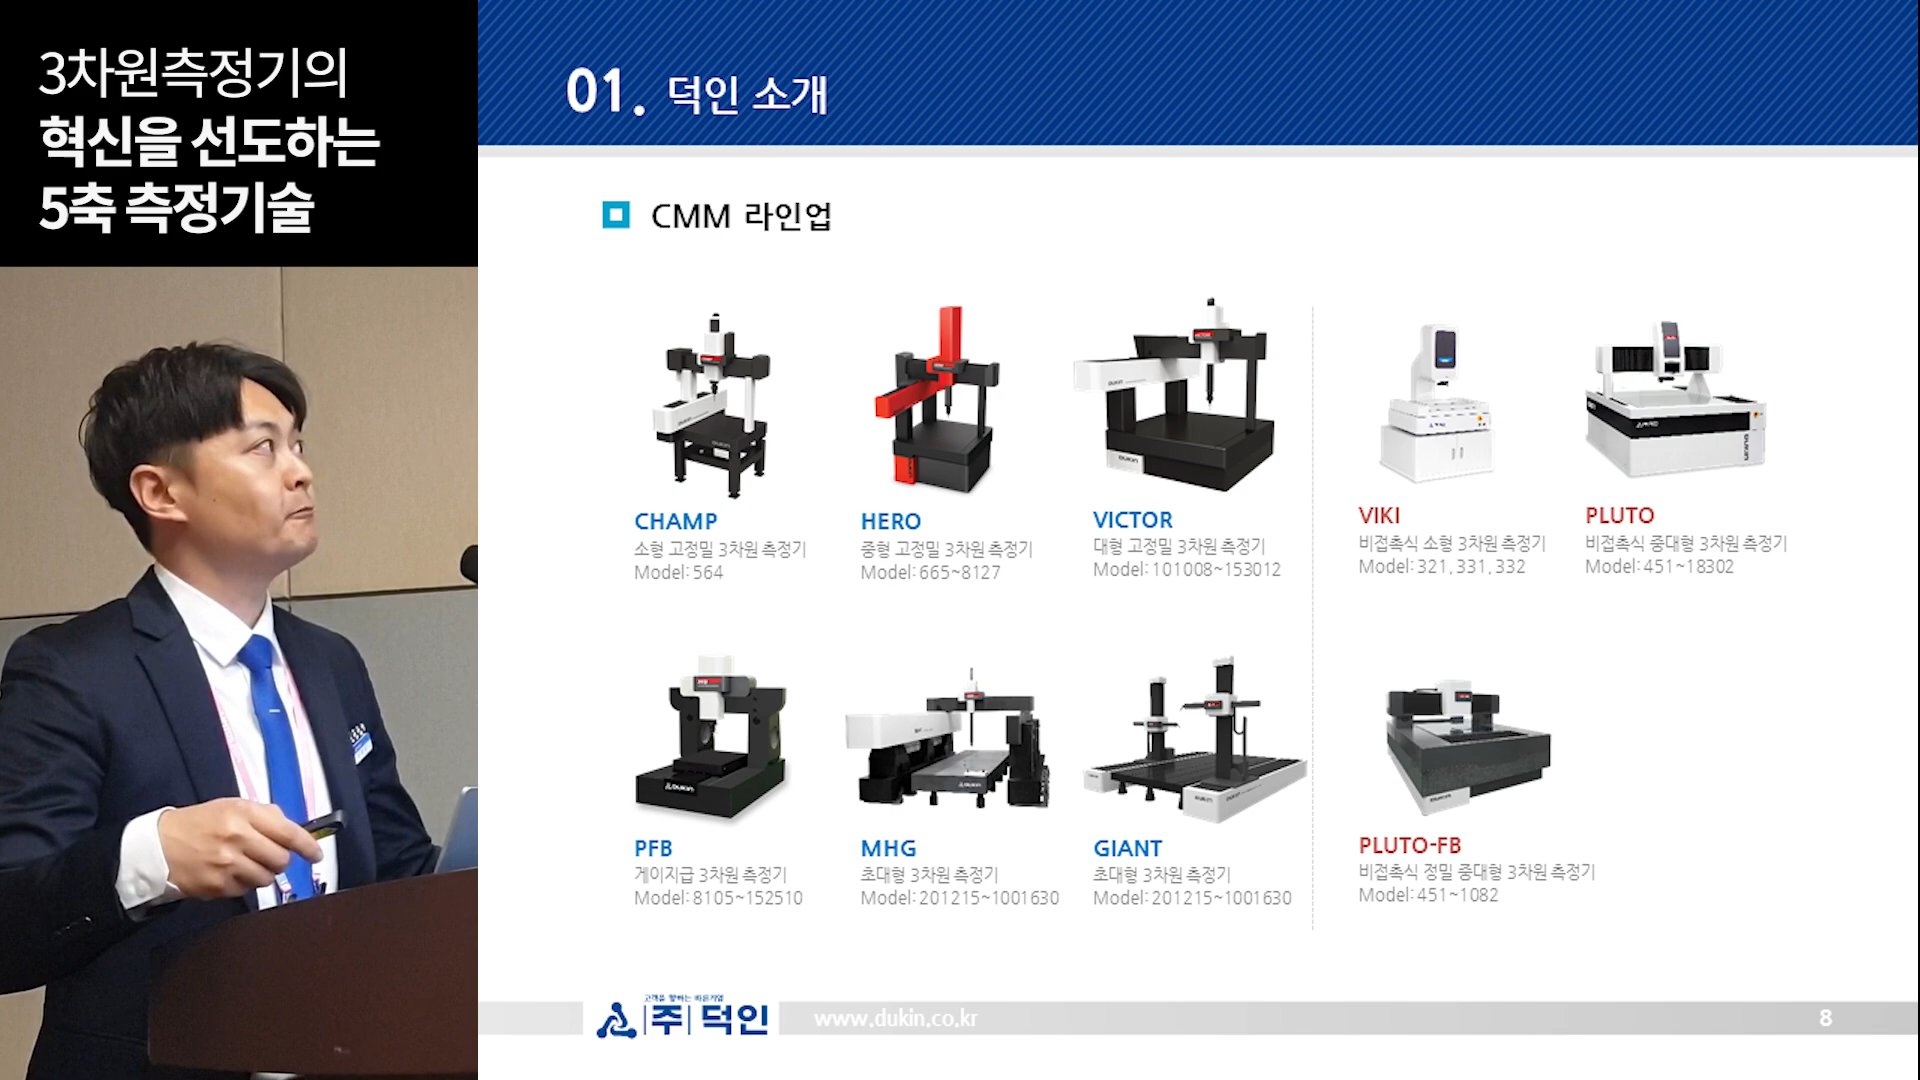 3차원측정기의
혁신을 선도하는
5축 측정기술
01. 덕인 소개
CMM 라인업
CHAMP
소형 고정밀 3차원 측정기
Model: 564
HERO
중형 고정밀 3차원 측정기
Model: 665~8127
VICTOR
대형 고정밀 3차원 측정기
Model: 101008~153012
VIKI
비접촉식 소형 3차원 측정기
Model: 321, 331, 332
PLUTO
비접촉식 중대형 3차원 측정기
Model: 451~18302
PFB
게이지급 3차원 측정기
Model: 8105~152510
MHG
초대형 3차원 측정기
Model: 201215~1001630
GIANT
초대형 3차원 측정기
Model: 201215~1001630
PLUTO-FB
비접촉식 정밀 중대형 3차원 측정기
Model: 451~1082
고객을 향하는 바른기업
|주| 덕인
www.dukin.co.kr
8